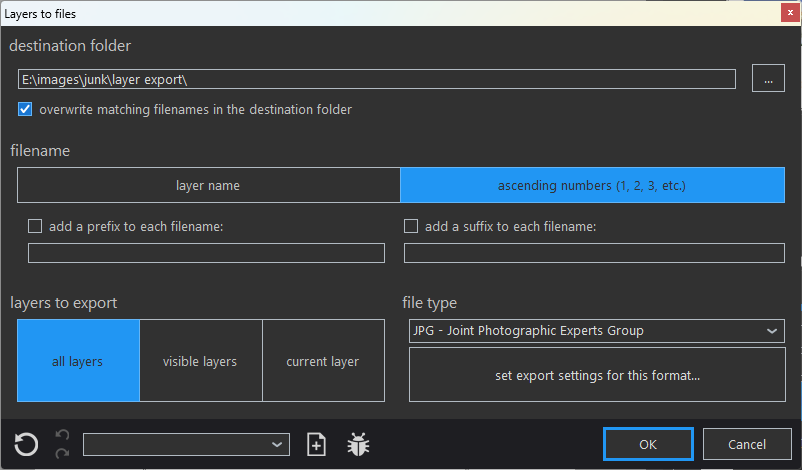 Layers to files
destination folder
E:\images\junk\layer export\
...
overwrite matching filenames in the destination folder
filename
layer name
ascending numbers (1, 2, 3, etc.)
add a prefix to each filename:
add a suffix to each filename:
layers to export
file type
all layers
visible layers
current layer
JPG - Joint Photographic Experts Group
set export settings for this format...
OK
Cancel